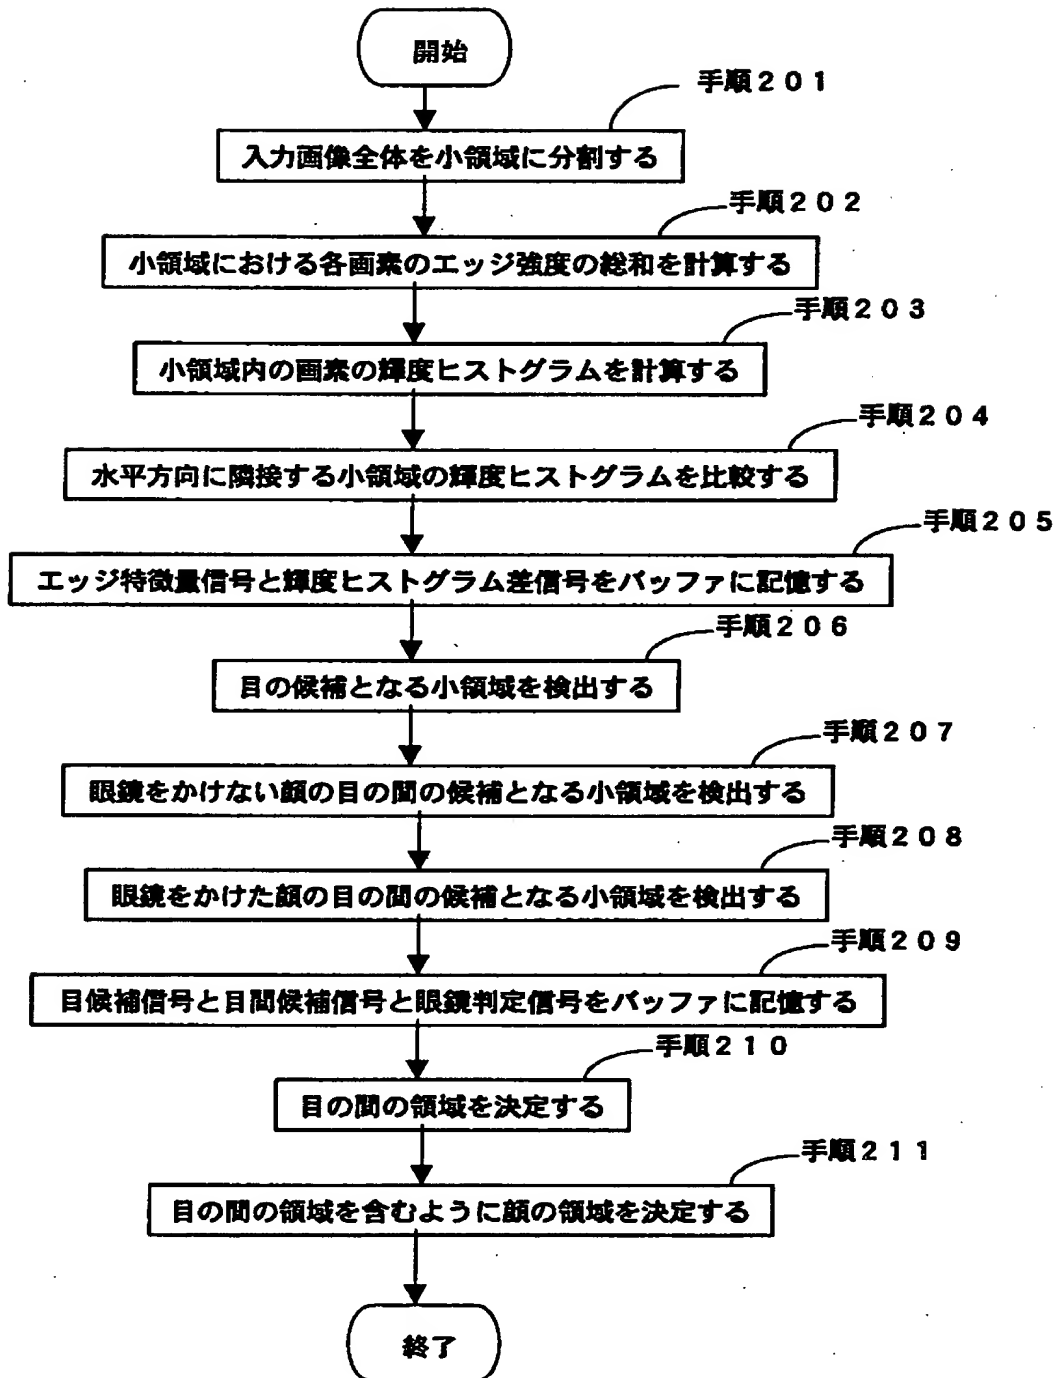 開始
手順201
入力画像全体を小領域に分割する
手順202
小領域における各画素のエッジ強度の総和を計算する
手順203
小領域内の画素の輝度ヒストグラムを計算する
手順204
水平方向に隣接する小領域の輝度ヒストグラムを比較する
手順205
エッジ特徴量信号と輝度ヒストグラム差信号をバッファに記憶する
手順206
目の候補となる小領域を検出する
手順207
眼鏡をかけない顔の目の間の候補となる小領域を検出する
手順208
眼鏡をかけた顔の目の間の候補となる小領域を検出する
手順209
目候補信号と目間候補信号と眼鏡判定信号をバッファに記憶する
手順210
目の間の領域を決定する
手順211
目の間の領域を含むように顔の領域を決定する
終了